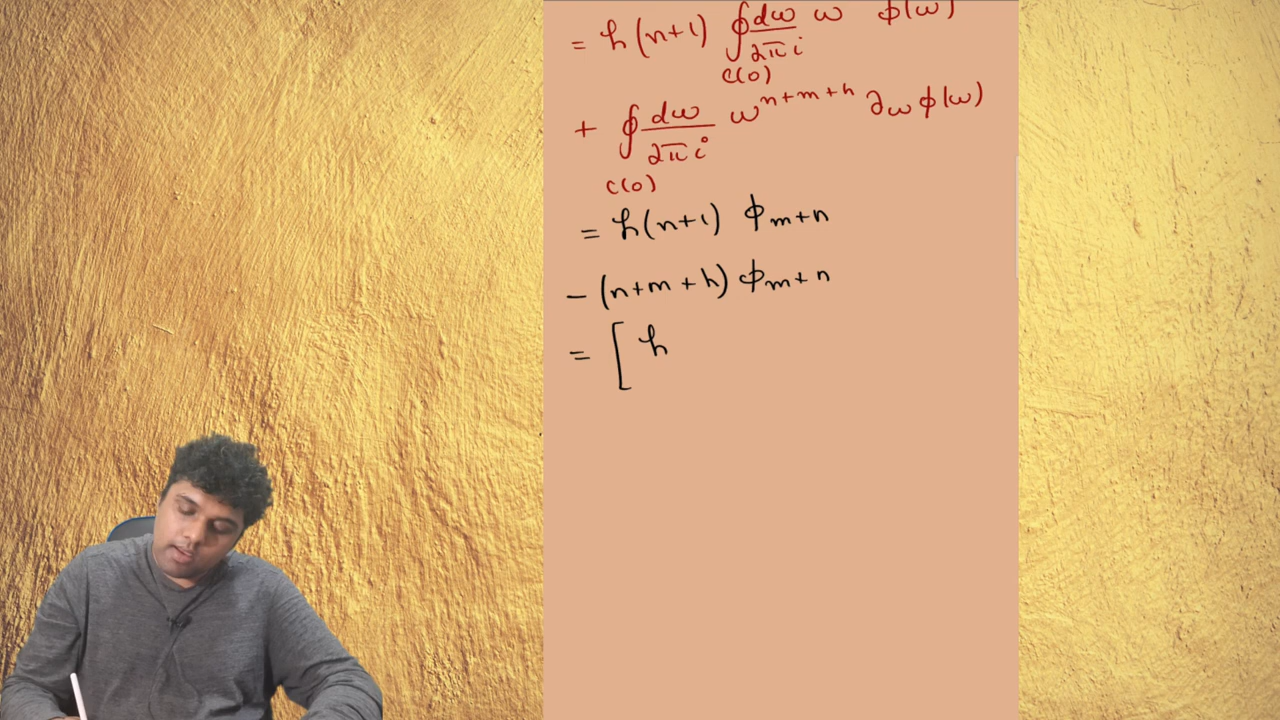 = h(n+1) ∮ dω/2πi ω ϕ(ω)
c(0)
+ ∮ dω/2πi ω^{n+m+h} ∂_ω ϕ(ω)
c(0)
= h(n+1) ϕ_{m+n}
- (n+m+h) ϕ_{m+n}
= [ h